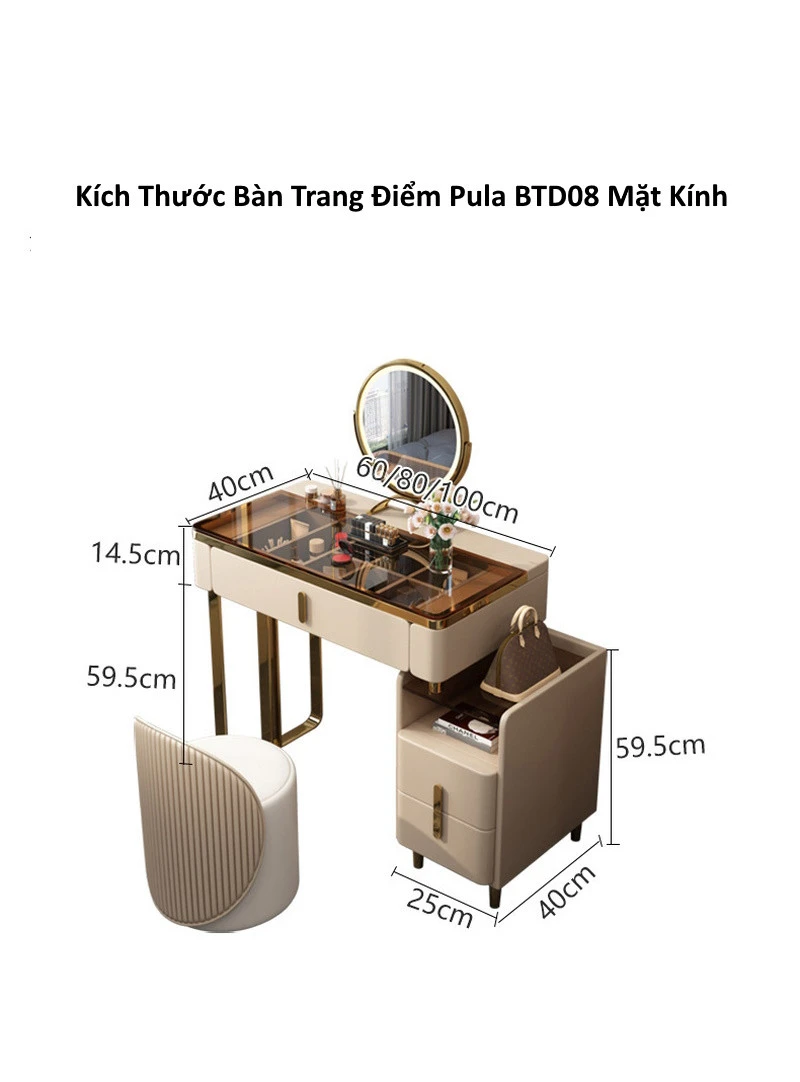 Kích Thước Bàn Trang Điểm Pula BTD08 Mặt Kính
40cm
60/80/100cm
14.5cm
59.5cm
59.5cm
CHANEL
25cm
40cm